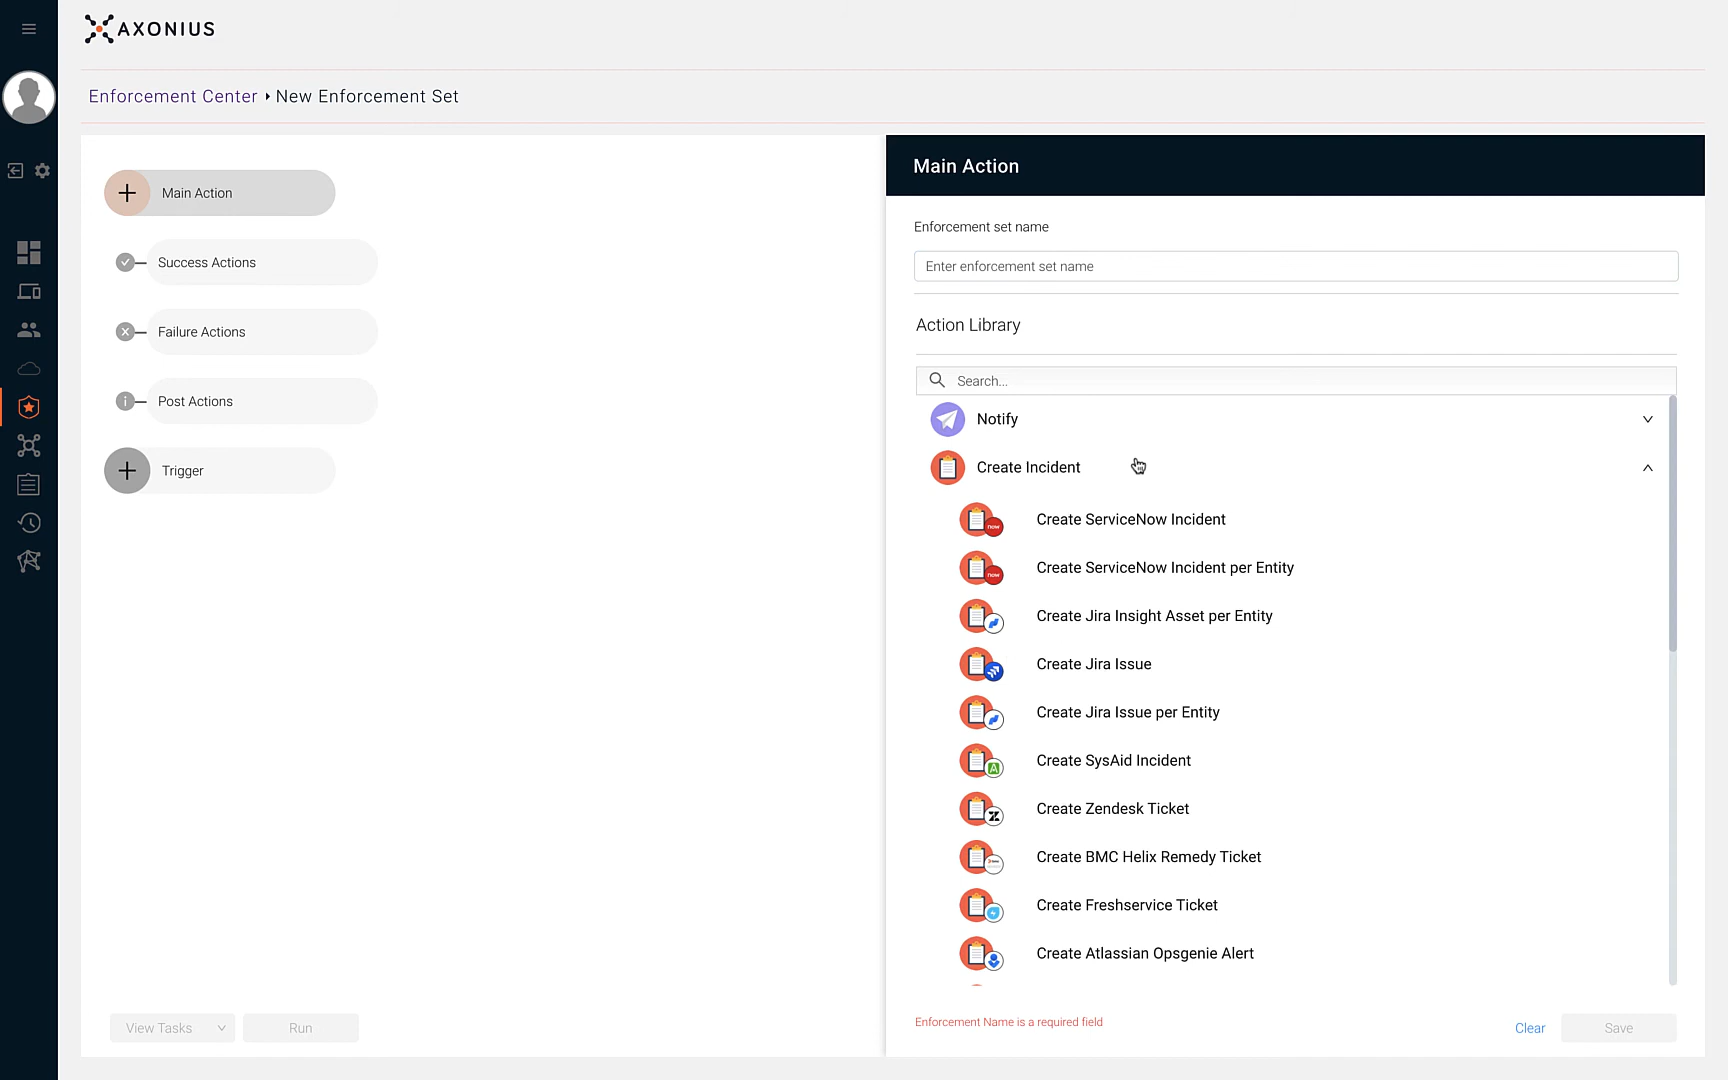 AXONIUS
Enforcement Center ▸ New Enforcement Set
Main Action
Success Actions
Failure Actions
Post Actions
Trigger
View Tasks
Run
Main Action
Enforcement set name
Enter enforcement set name
Action Library
Search...
Notify
Create Incident
Create ServiceNow Incident
now
Create ServiceNow Incident per Entity
now
Create Jira Insight Asset per Entity
Create Jira Issue
Create Jira Issue per Entity
Create SysAid Incident
Create Zendesk Ticket
Create BMC Helix Remedy Ticket
Create Freshservice Ticket
Create Atlassian Opsgenie Alert
Enforcement Name is a required field
Clear
Save